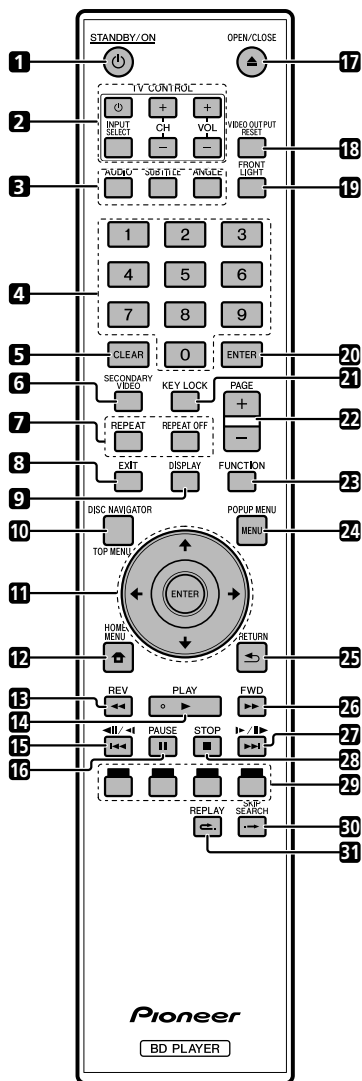 STANDBY/ON
OPEN/CLOSE
1
17
TV CONTROL
2
INPUT SELECT
+
CH
–
+
VOL
–
VIDEO OUTPUT RESET
18
3
AUDIO
SUBTITLE
ANGLE
FRONT LIGHT
19
4
1 2 3
4 5 6
7 8 9
5
CLEAR
0
ENTER
20
6
SECONDARY VIDEO
KEY LOCK
21
PAGE
+
–
22
7
REPEAT
REPEAT OFF
8
EXIT
9
DISPLAY
FUNCTION
23
10
DISC NAVIGATOR
TOP MENU
POPUP MENU
MENU
24
11
ENTER
12
HOME MENU
RETURN
25
13
REV
14
PLAY
FWD
26
15
16
PAUSE
STOP
28
27
29
REPLAY
31
SKIP SEARCH
30
Pioneer
BD PLAYER